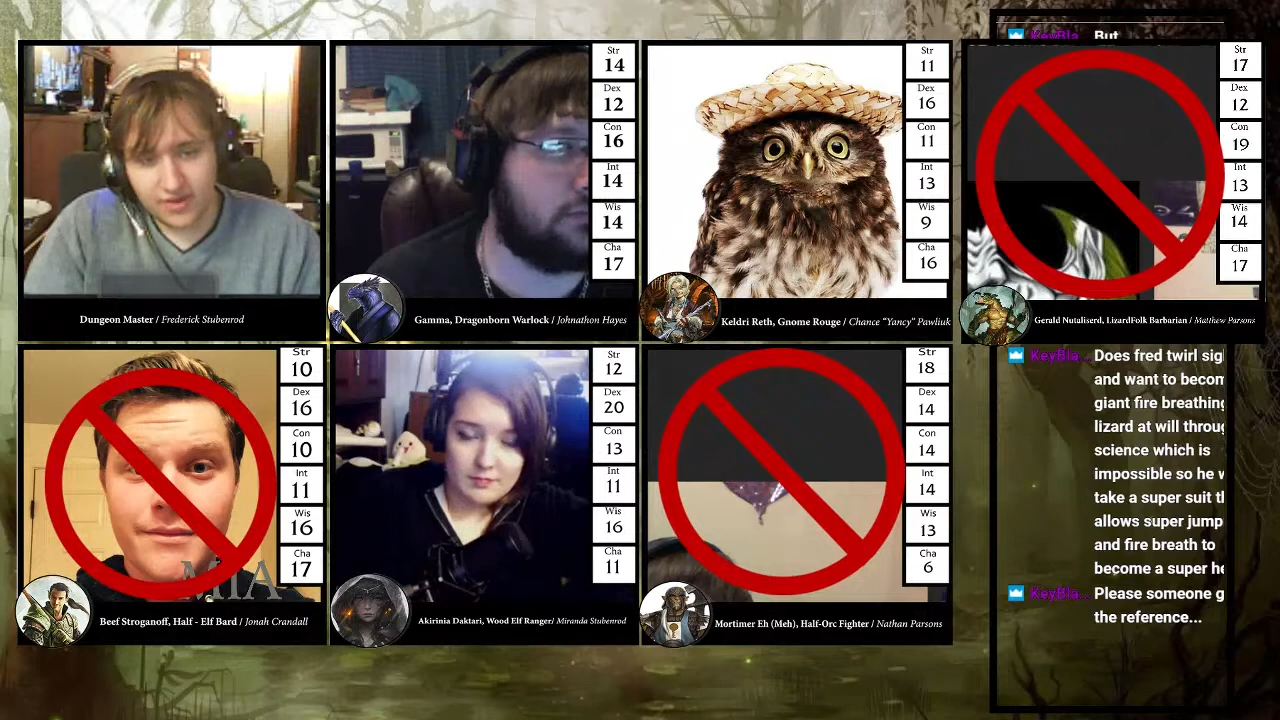 KeyBla... But
Str
14
Dex
12
Con
16
Int
14
Wis
14
Cha
17
Str
11
Dex
16
Con
11
Int
13
Wis
9
Cha
16
Str
17
Dex
12
Con
19
Int
13
Wis
14
Cha
17
Dungeon Master / Frederick Stubenrod
Gamma, Dragonborn Warlock / Johnathon Hayes
Keldri Reth, Gnome Rouge / Chance "Yancy" Pawliuk
Gerald Nutaliserd, LizardFolk Barbarian / Matthew Parsons
Str
10
Dex
16
Con
10
Int
11
Wis
16
Cha
17
MIA
Str
12
Dex
20
Con
13
Int
11
Wis
16
Cha
11
Str
18
Dex
14
Con
14
Int
14
Wis
13
Cha
6
Beef Stroganoff, Half - Elf Bard / Jonah Crandall
Akirinia Daktari, Wood Elf Ranger/ Miranda Stubenrod
Mortimer Eh (Meh), Half-Orc Fighter / Nathan Parsons
KeyBla... Does fred twirl sig
and want to becom
giant fire breathing
lizard at will throu
science which is
impossible so he w
take a super suit th
allows super jump
and fire breath to
become a super he
KeyBla... Please someone g
the reference...